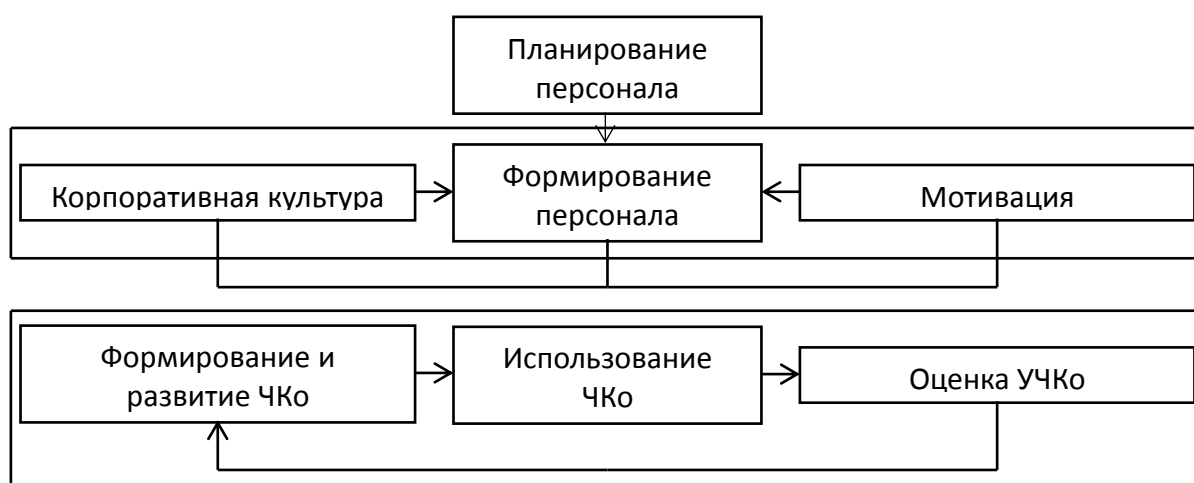 Планирование
персонала
Корпоративная культура
Формирование
персонала
Мотивация
Формирование и
развитие ЧКо
Использование
ЧКо
Оценка УЧКо